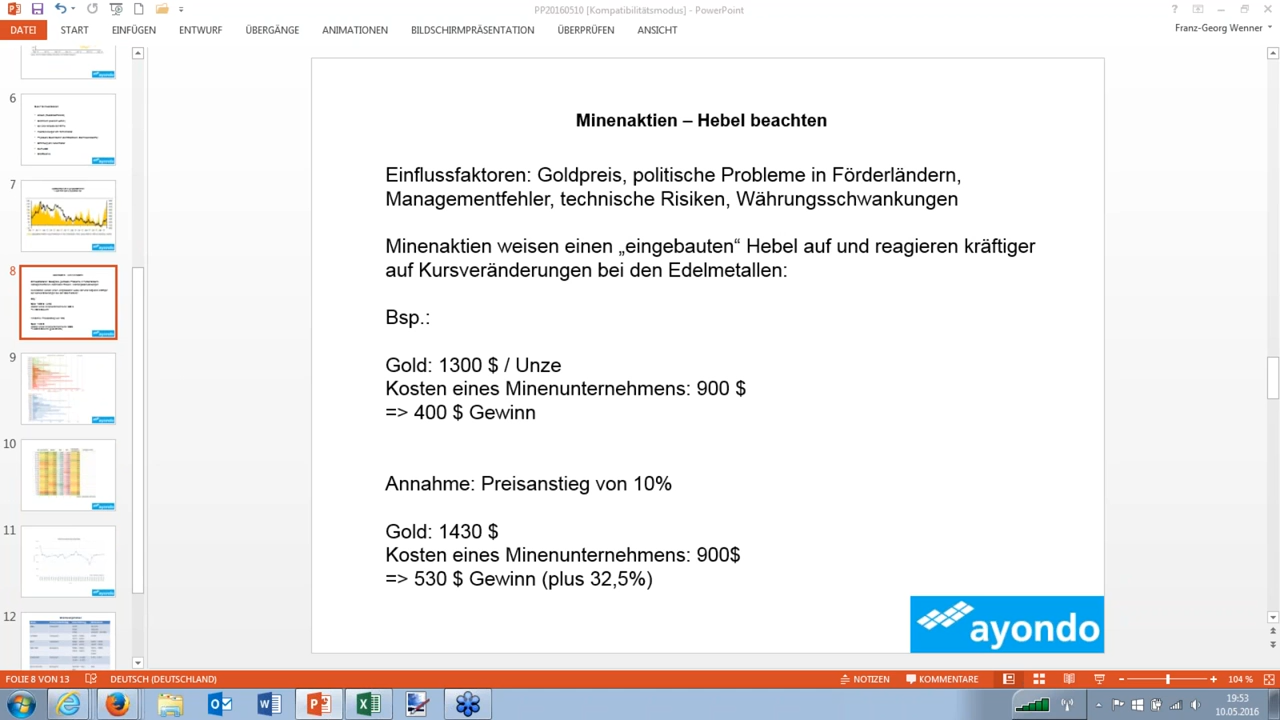 PP20160510 [Kompatibilitätsmodus] - PowerPoint
DATEI START EINFÜGEN ENTWURF ÜBERGÄNGE ANIMATIONEN BILDSCHIRMPRÄSENTATION ÜBERPRÜFEN ANSICHT
Franz-Georg Wenner
6
7
8
9
10
11
12
Minenaktien – Hebel beachten
Einflussfaktoren: Goldpreis, politische Probleme in Förderländern,
Managementfehler, technische Risiken, Währungsschwankungen
Minenaktien weisen einen „eingebauten“ Hebel auf und reagieren kräftiger
auf Kursveränderungen bei den Edelmetallen:
Bsp.:
Gold: 1300 $ / Unze
Kosten eines Minenunternehmens: 900 $
=> 400 $ Gewinn
Annahme: Preisanstieg von 10%
Gold: 1430 $
Kosten eines Minenunternehmens: 900$
=> 530 $ Gewinn (plus 32,5%)
ayondo
FOLIE 8 VON 13 DEUTSCH (DEUTSCHLAND) NOTIZEN KOMMENTARE 104 %
19:53
10.05.2016